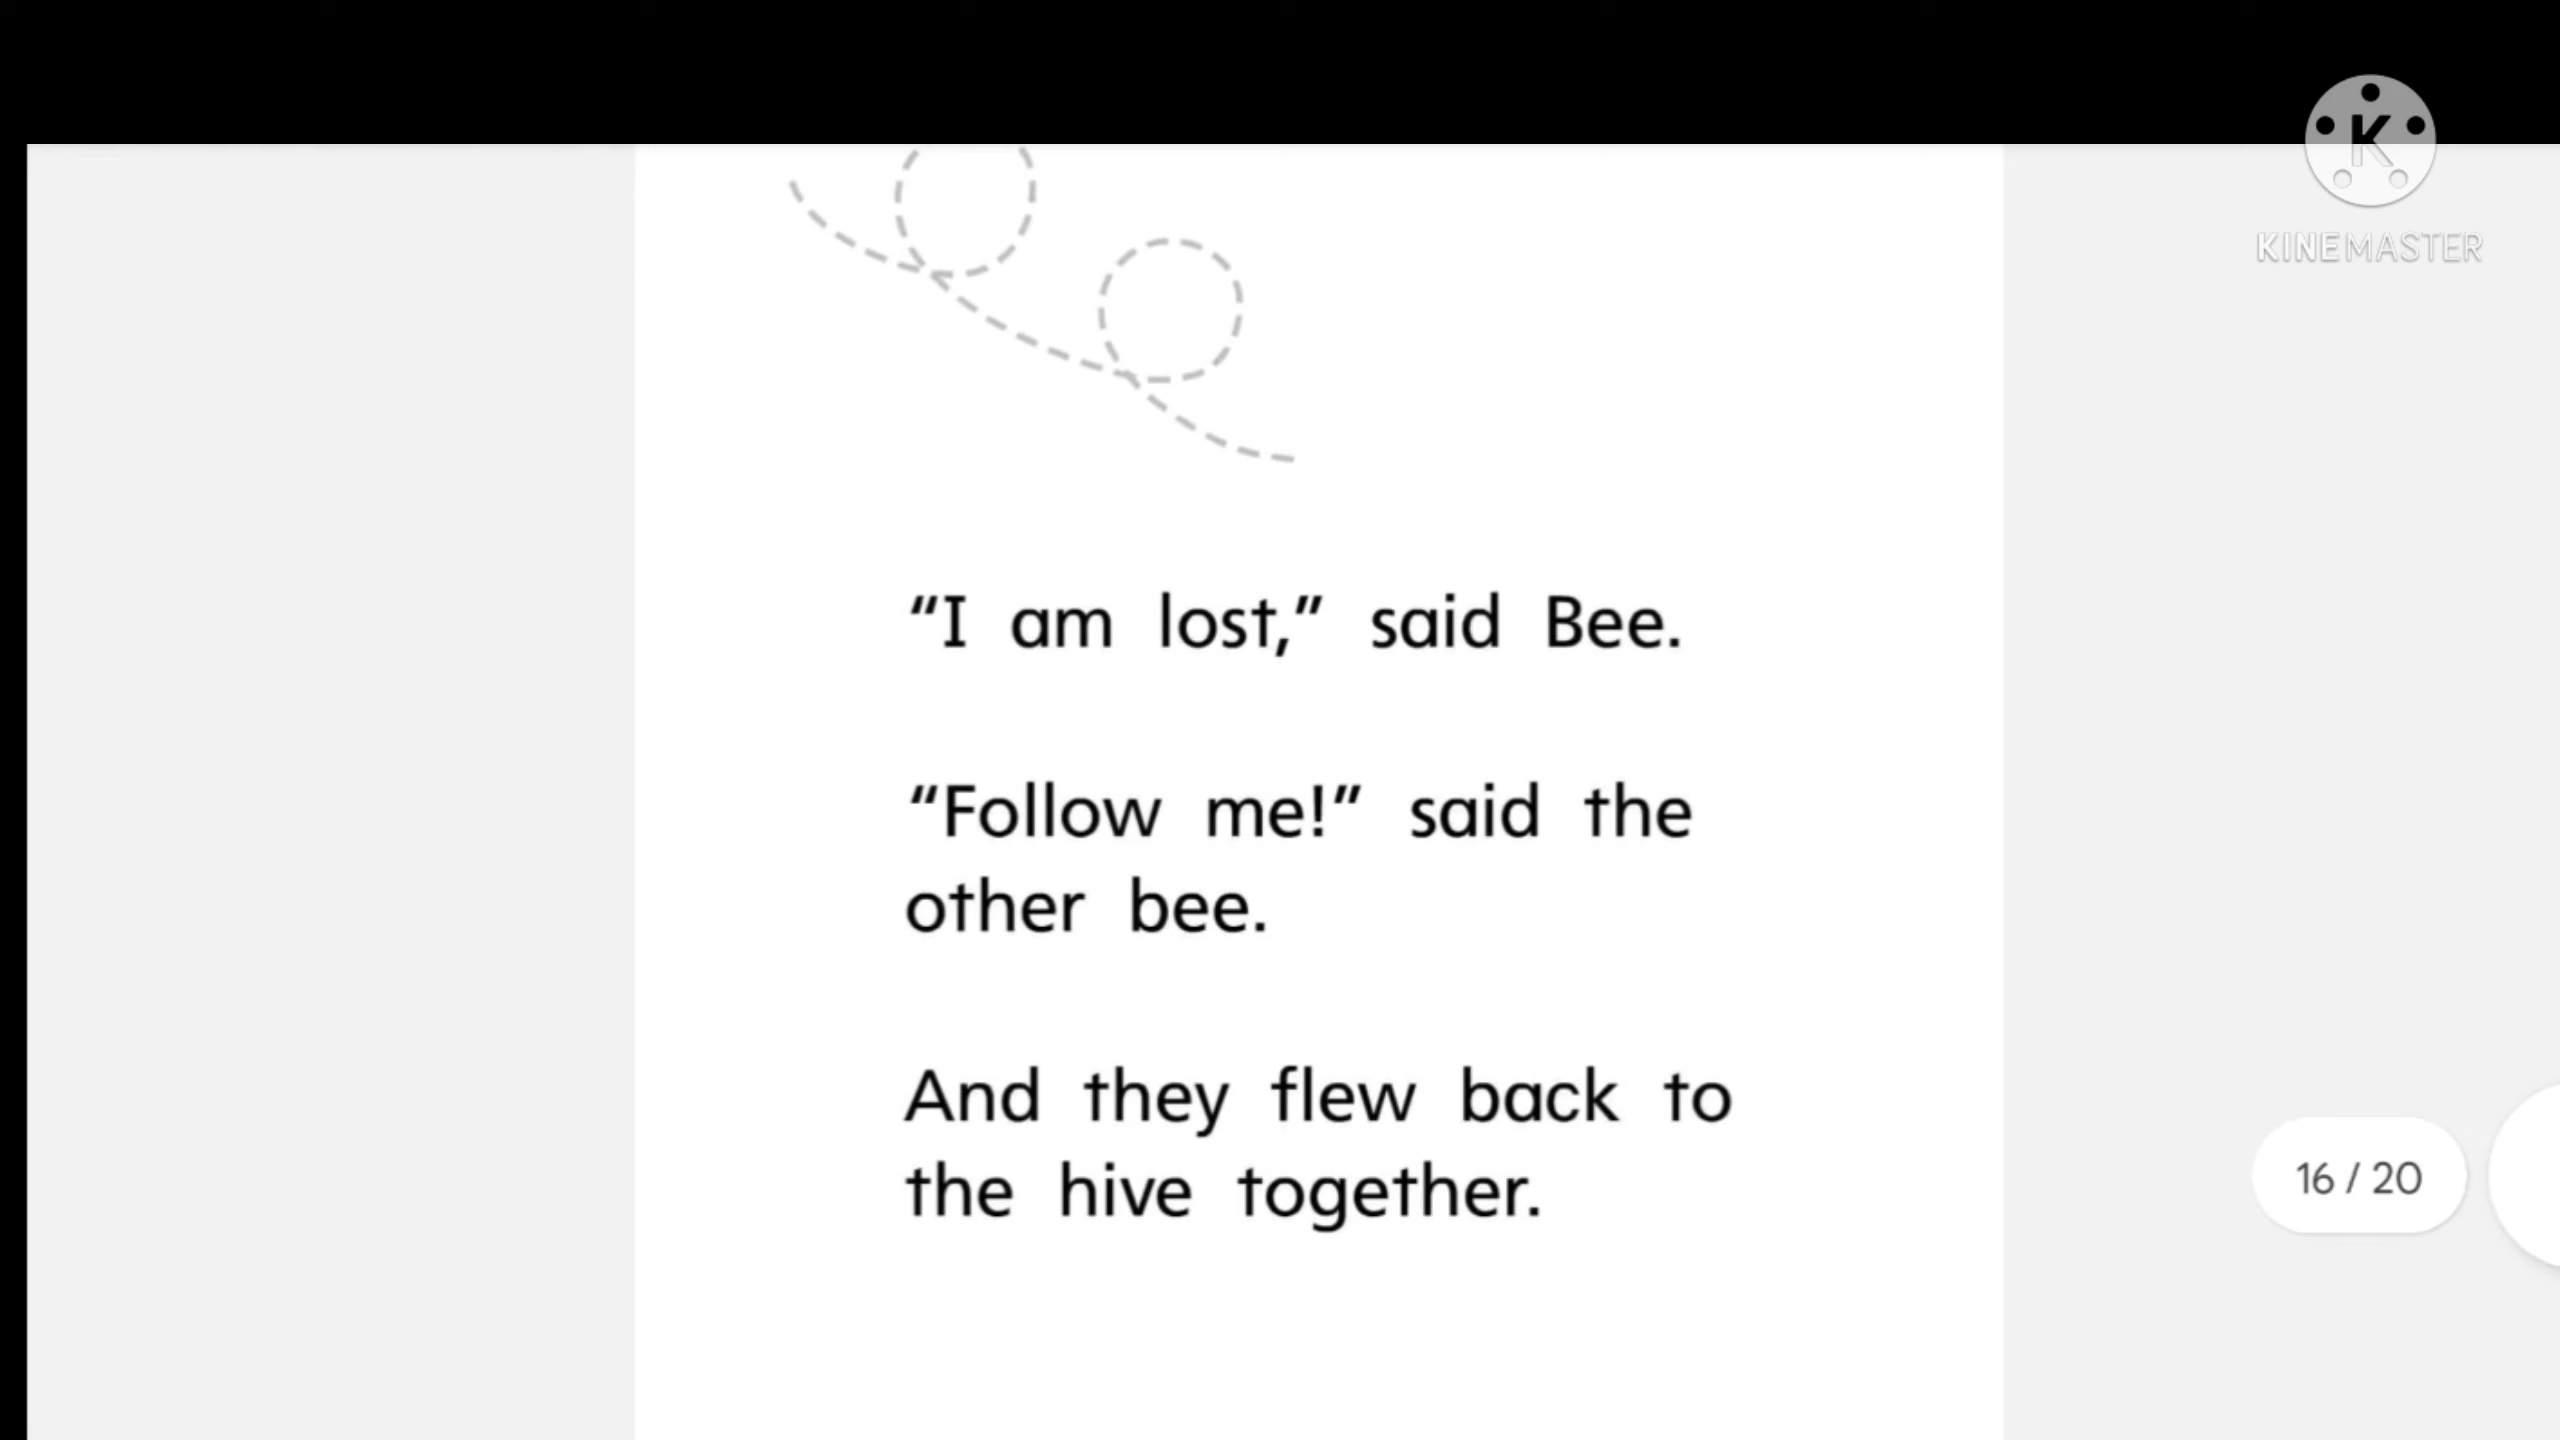 K
KINEMASTER
“I am lost,” said Bee.
“Follow me!” said the
other bee.
And they flew back to
the hive together.
16 / 20